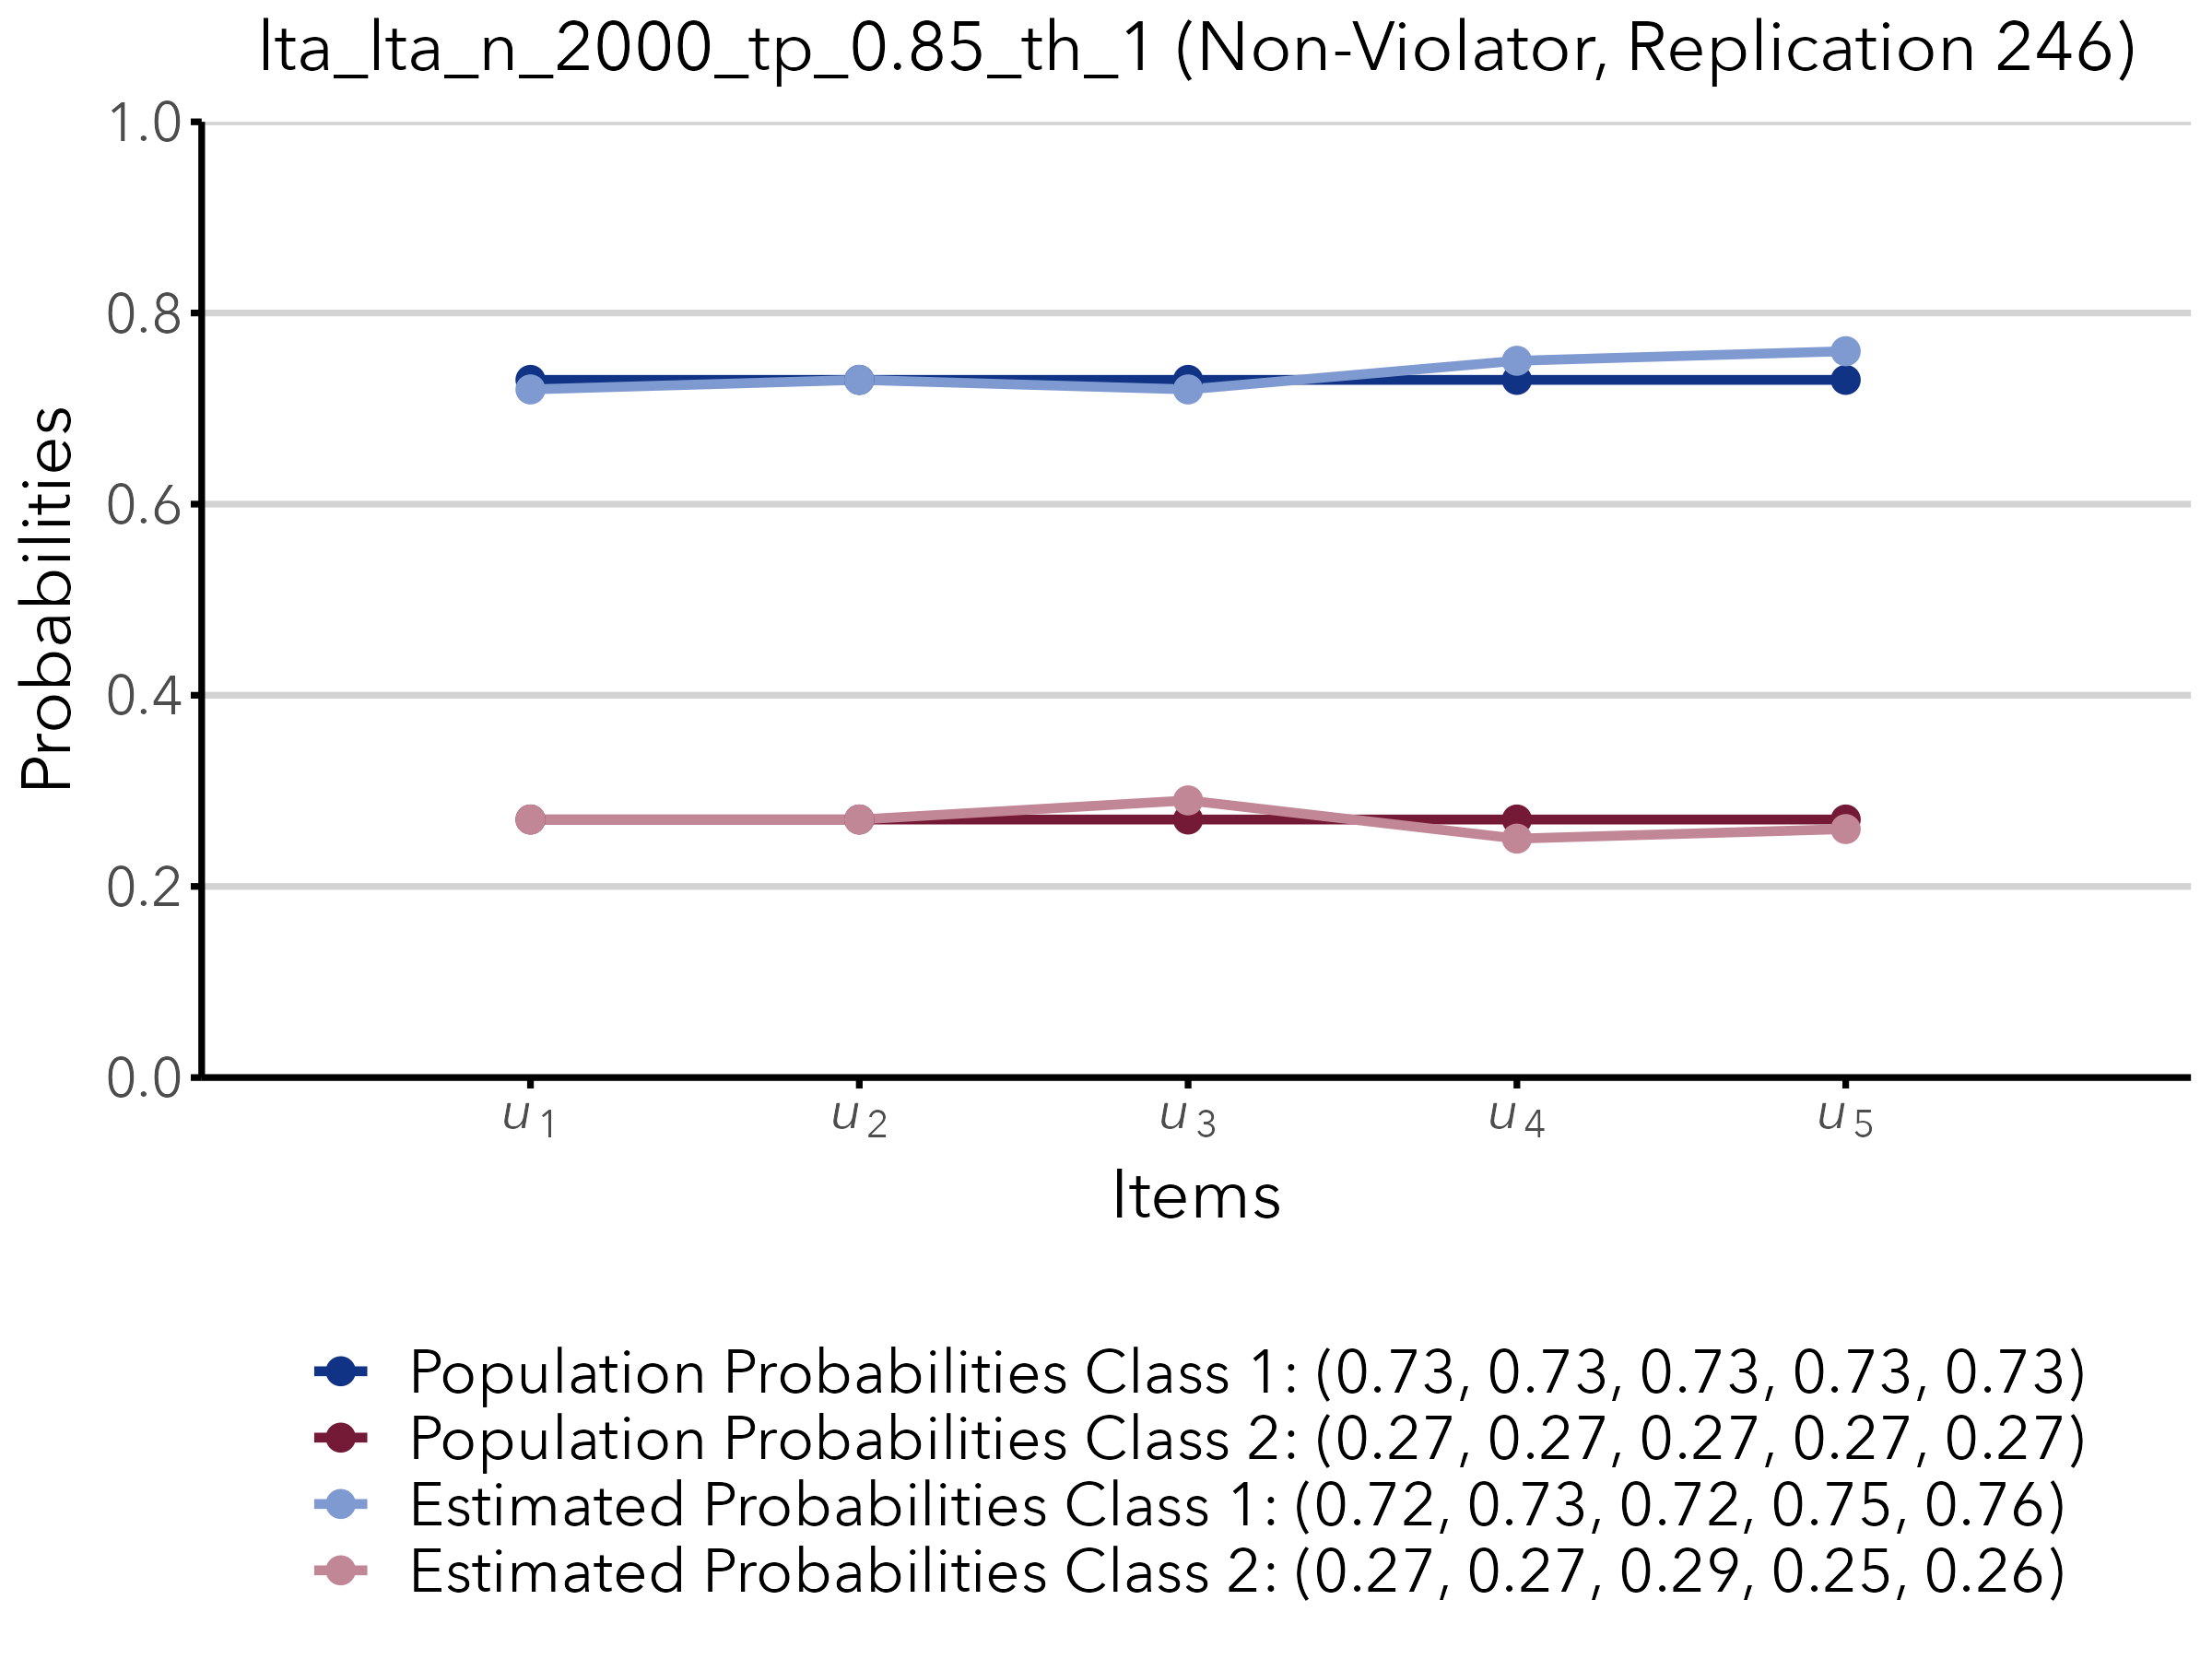 lta_lta_n_2000_tp_0.85_th_1 (Non-Violator, Replication 246)
Probabilities
1.0
0.8
0.6
0.4
0.2
0.0
u1 u2 u3 u4 u5
Items
Population Probabilities Class 1: (0.73, 0.73, 0.73, 0.73, 0.73)
Population Probabilities Class 2: (0.27, 0.27, 0.27, 0.27, 0.27)
Estimated Probabilities Class 1: (0.72, 0.73, 0.72, 0.75, 0.76)
Estimated Probabilities Class 2: (0.27, 0.27, 0.29, 0.25, 0.26)